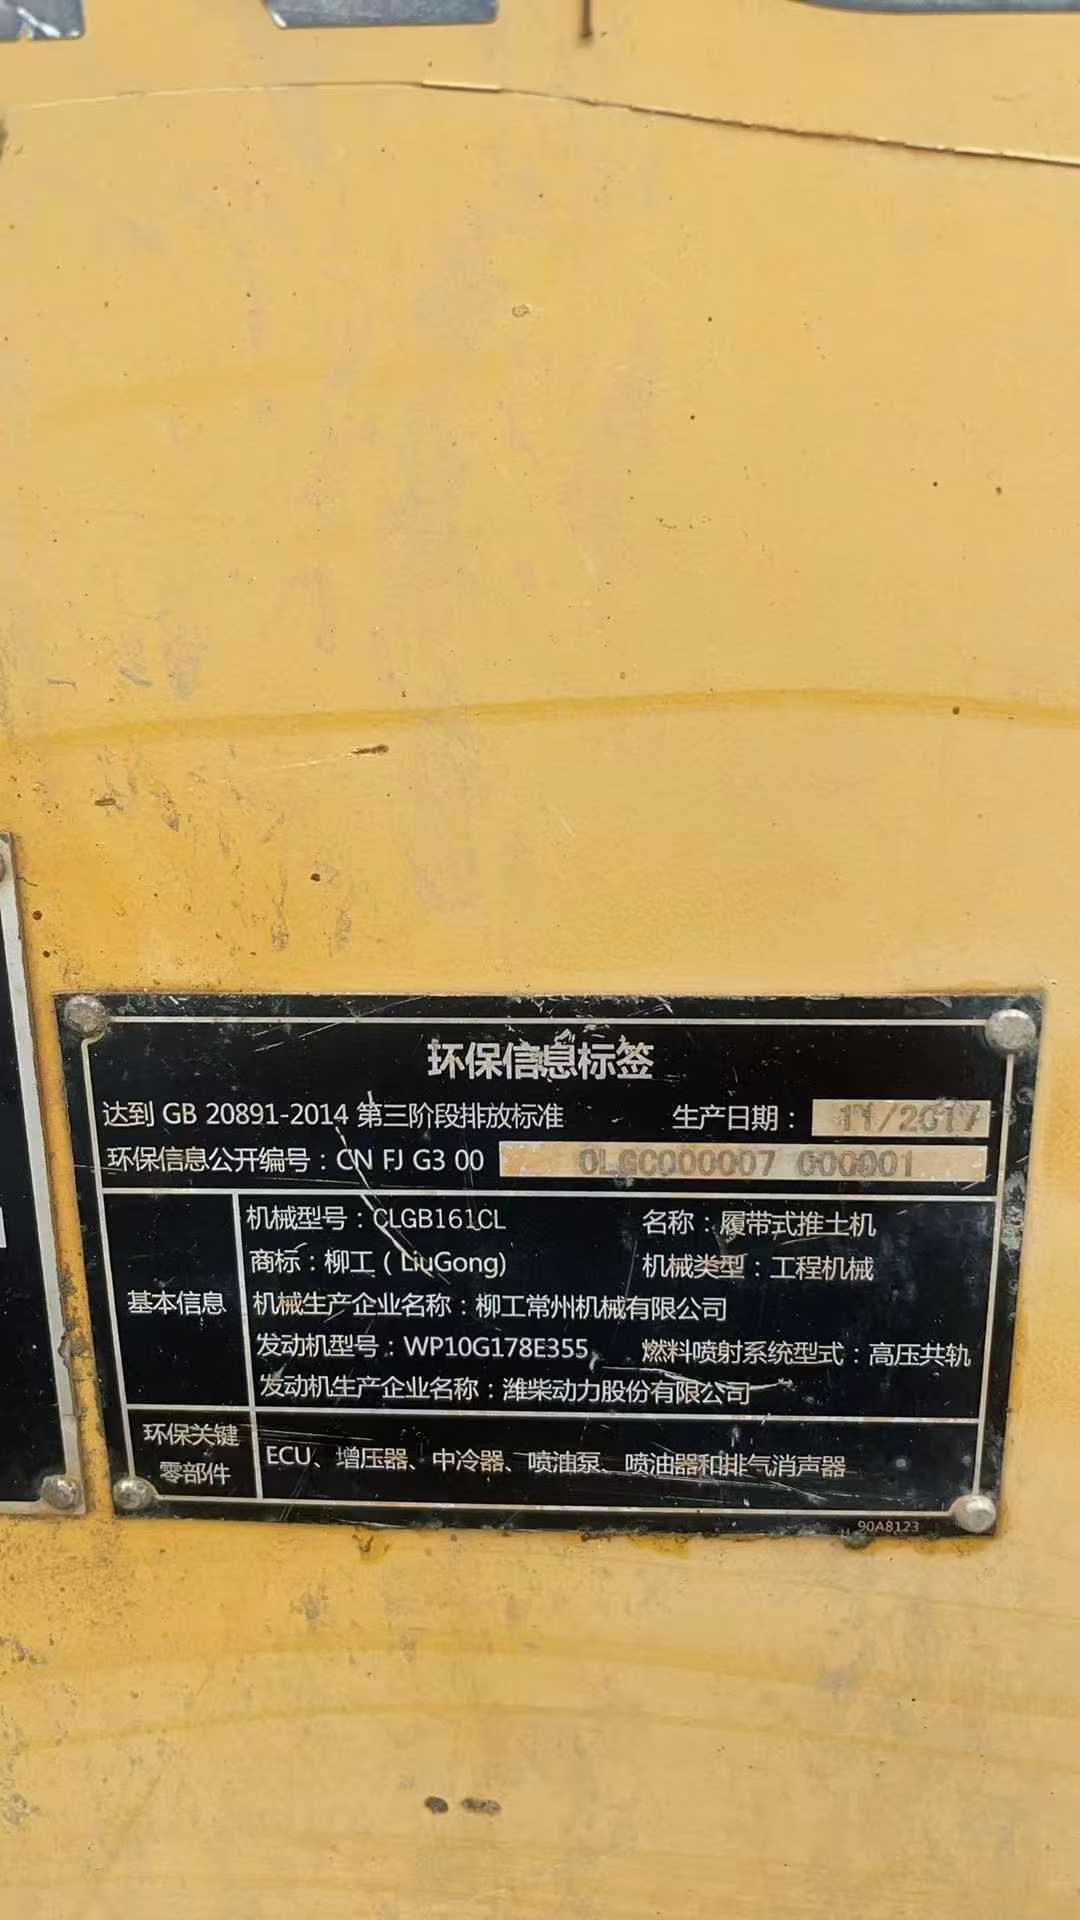 环保信息标签
达到 GB 20891-2014 第三阶段排放标准 生产日期：11/2017
环保信息公开编号：CN FJ G3 00 0LGC000007 000001
机械型号：CLGB161CL 名称：履带式推土机
商标：柳工（LiuGong) 机械类型：工程机械
基本信息 机械生产企业名称：柳工常州机械有限公司
发动机型号：WP10G178E355 燃料喷射系统型式：高压共轨
发动机生产企业名称：潍柴动力股份有限公司
环保关键
零部件 ECU、增压器、中冷器、喷油泵、喷油器和排气消声器
90A8123